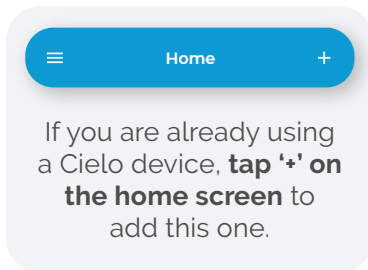 Home +
If you are already using
a Cielo device, tap ‘+’ on
the home screen to
add this one.